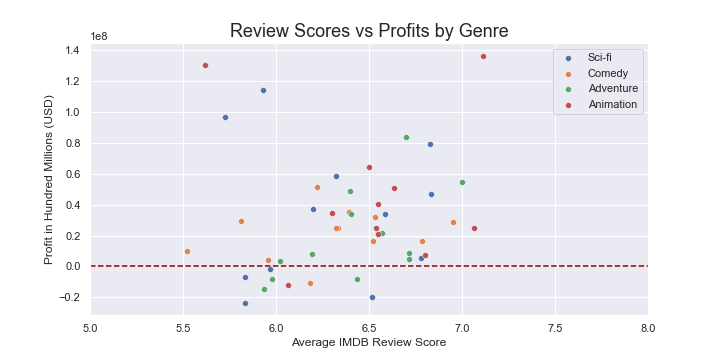 Review Scores vs Profits by Genre
1e8
1.4
1.2
1.0
0.8
0.6
0.4
0.2
0.0
−0.2
Profit in Hundred Millions (USD)
Sci-fi
Comedy
Adventure
Animation
5.0 5.5 6.0 6.5 7.0 7.5 8.0
Average IMDB Review Score